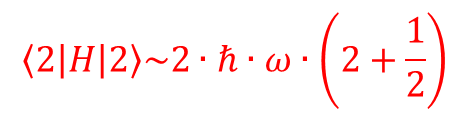 ⟨2|H|2⟩~2 · ℏ · ω · (2 + 1/2)